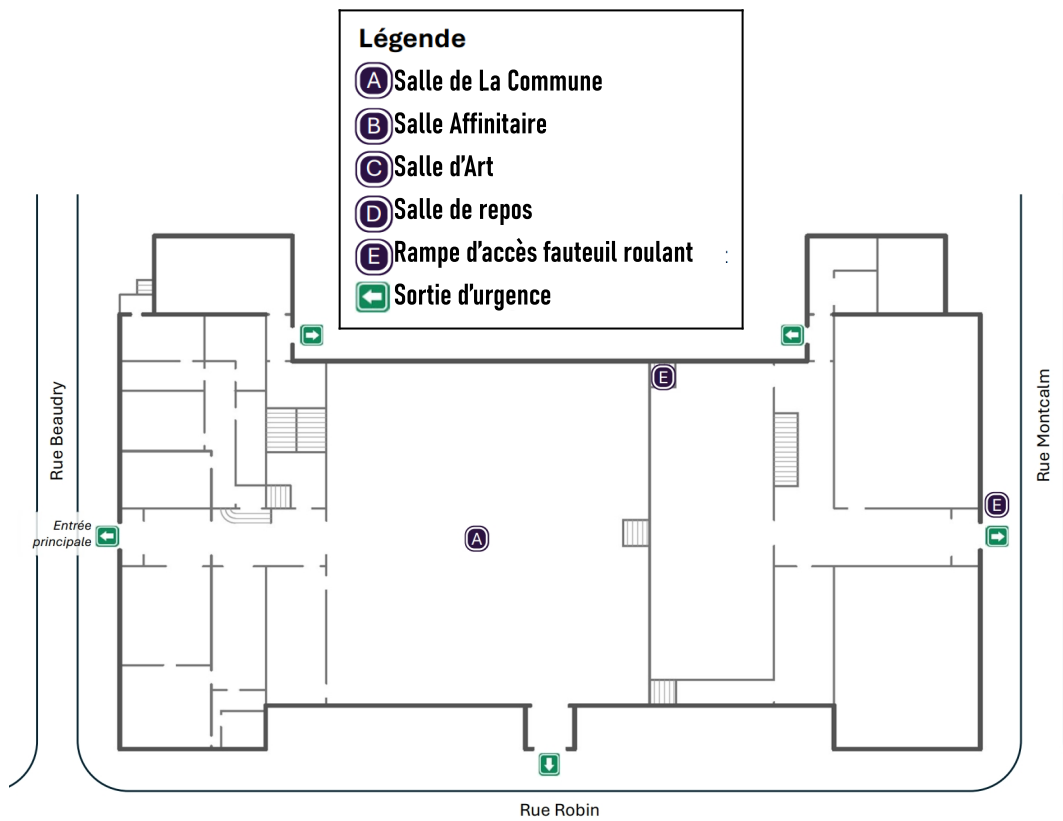 Légende
A Salle de La Commune
B Salle Affinitaire
C Salle d'Art
D Salle de repos
E Rampe d'accès fauteuil roulant :
Sortie d'urgence
E
Rue Beaudry
Rue Montcalm
E
Entrée
principale
A
Rue Robin